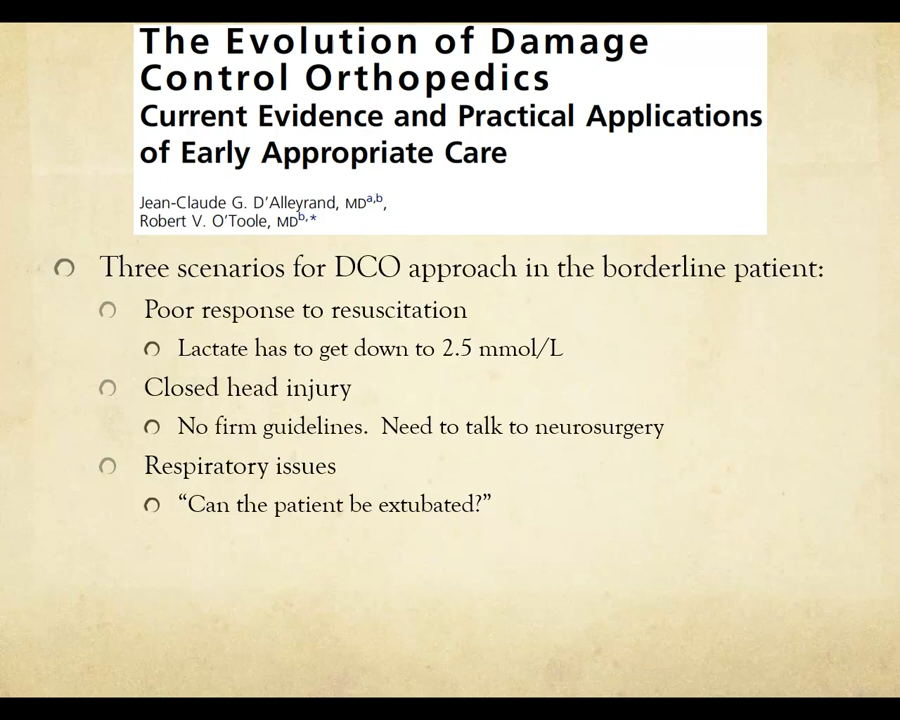 The Evolution of Damage
Control Orthopedics
Current Evidence and Practical Applications
of Early Appropriate Care
Jean-Claude G. D’Alleyrand, MDa,b,
Robert V. O’Toole, MDb,*
Three scenarios for DCO approach in the borderline patient:
Poor response to resuscitation
Lactate has to get down to 2.5 mmol/L
Closed head injury
No firm guidelines.  Need to talk to neurosurgery
Respiratory issues
“Can the patient be extubated?”